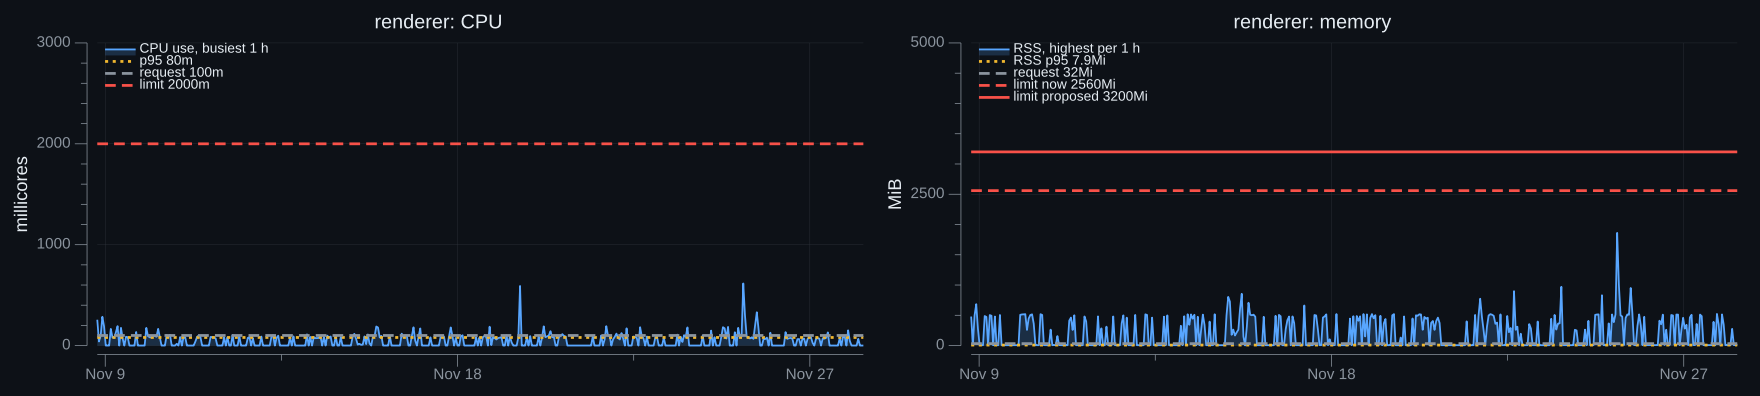 renderer: CPU
3000
2000
1000
0
millicores
CPU use, busiest 1 h
p95 80m
request 100m
limit 2000m
Nov 9
Nov 18
Nov 27
renderer: memory
5000
2500
0
MiB
RSS, highest per 1 h
RSS p95 7.9Mi
request 32Mi
limit now 2560Mi
limit proposed 3200Mi
Nov 9
Nov 18
Nov 27